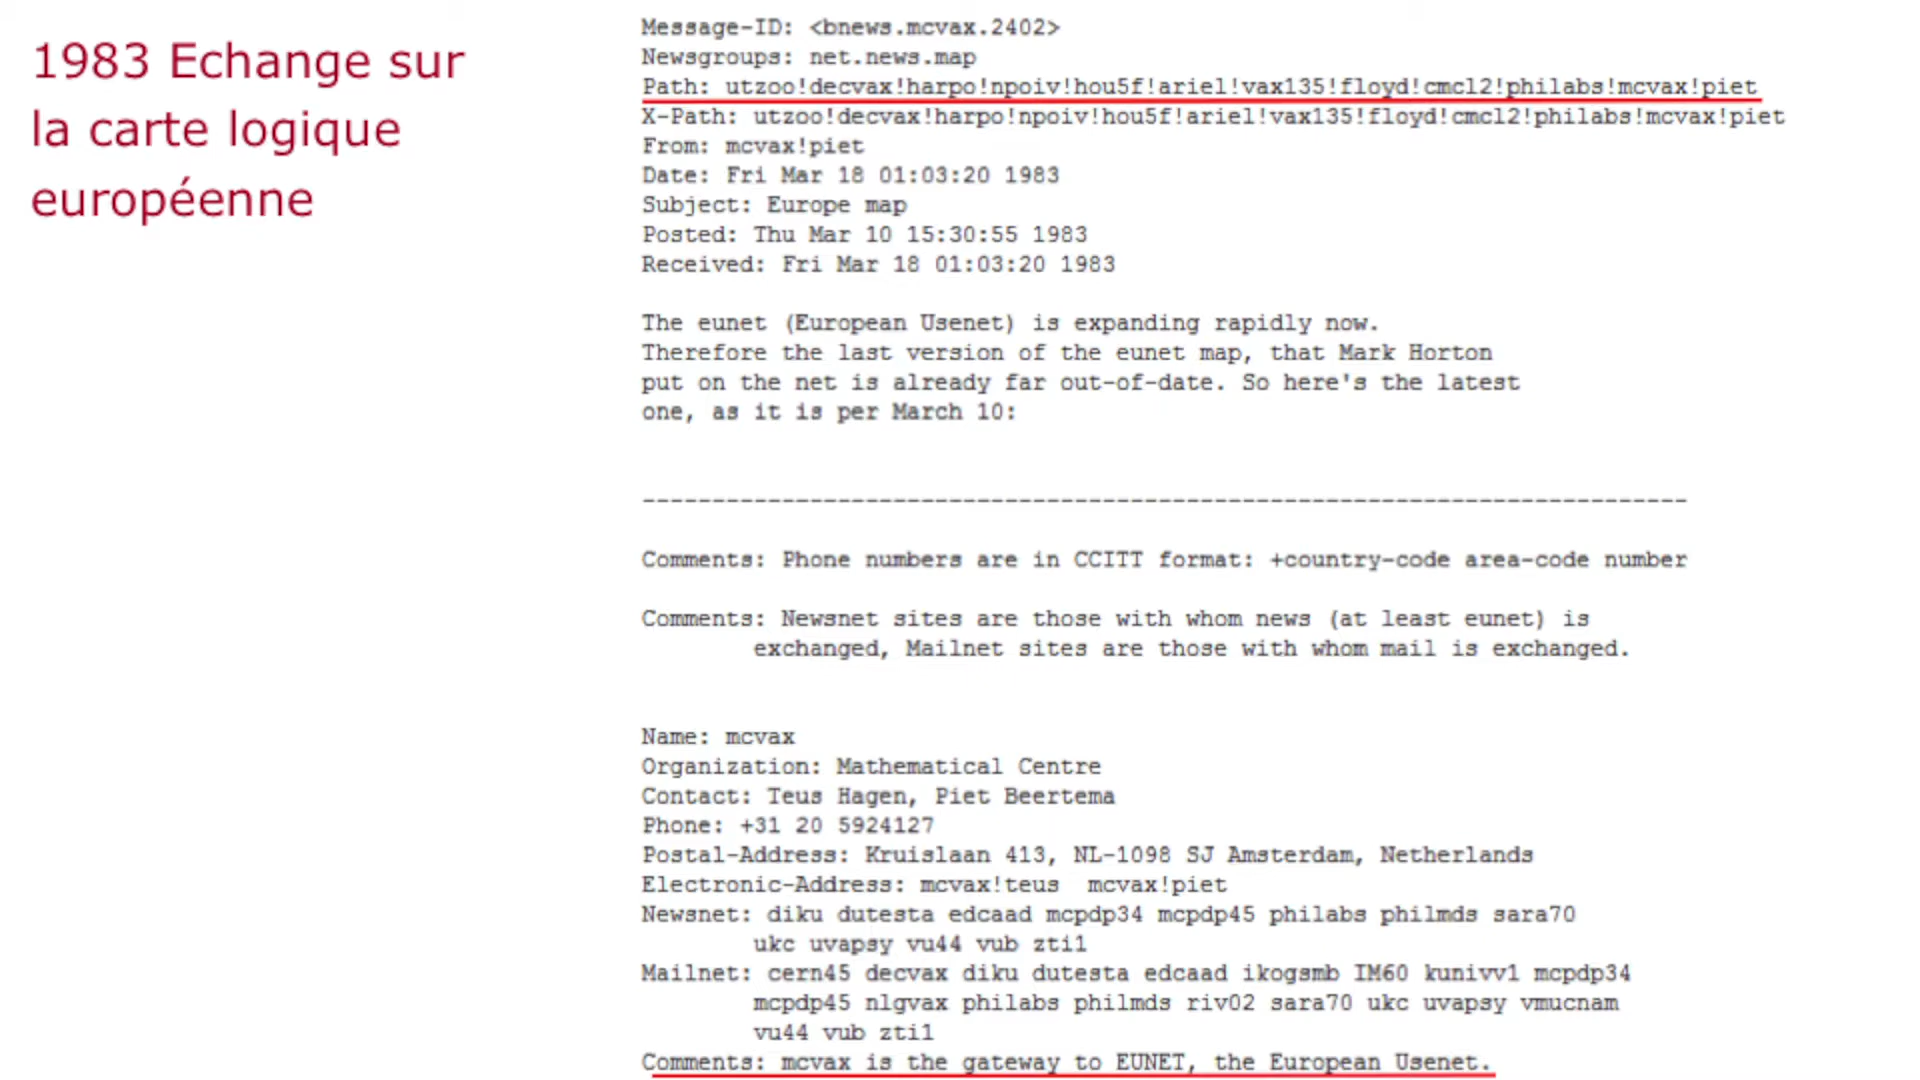 1983 Echange sur
la carte logique
européenne
Message-ID: <bnews.mcvax.2402>
Newsgroups: net.news.map
Path: utzoo!decvax!harpo!npoiv!hou5f!ariel!vax135!floyd!cmcl2!philabs!mcvax!piet
X-Path: utzoo!decvax!harpo!npoiv!hou5f!ariel!vax135!floyd!cmcl2!philabs!mcvax!piet
From: mcvax!piet
Date: Fri Mar 18 01:03:20 1983
Subject: Europe map
Posted: Thu Mar 10 15:30:55 1983
Received: Fri Mar 18 01:03:20 1983
The eunet (European Usenet) is expanding rapidly now.
Therefore the last version of the eunet map, that Mark Horton
put on the net is already far out-of-date. So here's the latest
one, as it is per March 10:
---------------------------------------------------------------------------
Comments: Phone numbers are in CCITT format: +country-code area-code number
Comments: Newsnet sites are those with whom news (at least eunet) is
exchanged, Mailnet sites are those with whom mail is exchanged.
Name: mcvax
Organization: Mathematical Centre
Contact: Teus Hagen, Piet Beertema
Phone: +31 20 5924127
Postal-Address: Kruislaan 413, NL-1098 SJ Amsterdam, Netherlands
Electronic-Address: mcvax!teus  mcvax!piet
Newsnet: diku dutesta edcaad mcpdp34 mcpdp45 philabs philmds sara70
ukc uvapsy vu44 vub zti1
Mailnet: cern45 decvax diku dutesta edcaad ikogsmb IM60 kunivv1 mcpdp34
mcpdp45 nlgvax philabs philmds riv02 sara70 ukc uvapsy vmucnam
vu44 vub zti1
Comments: mcvax is the gateway to EUNET, the European Usenet.